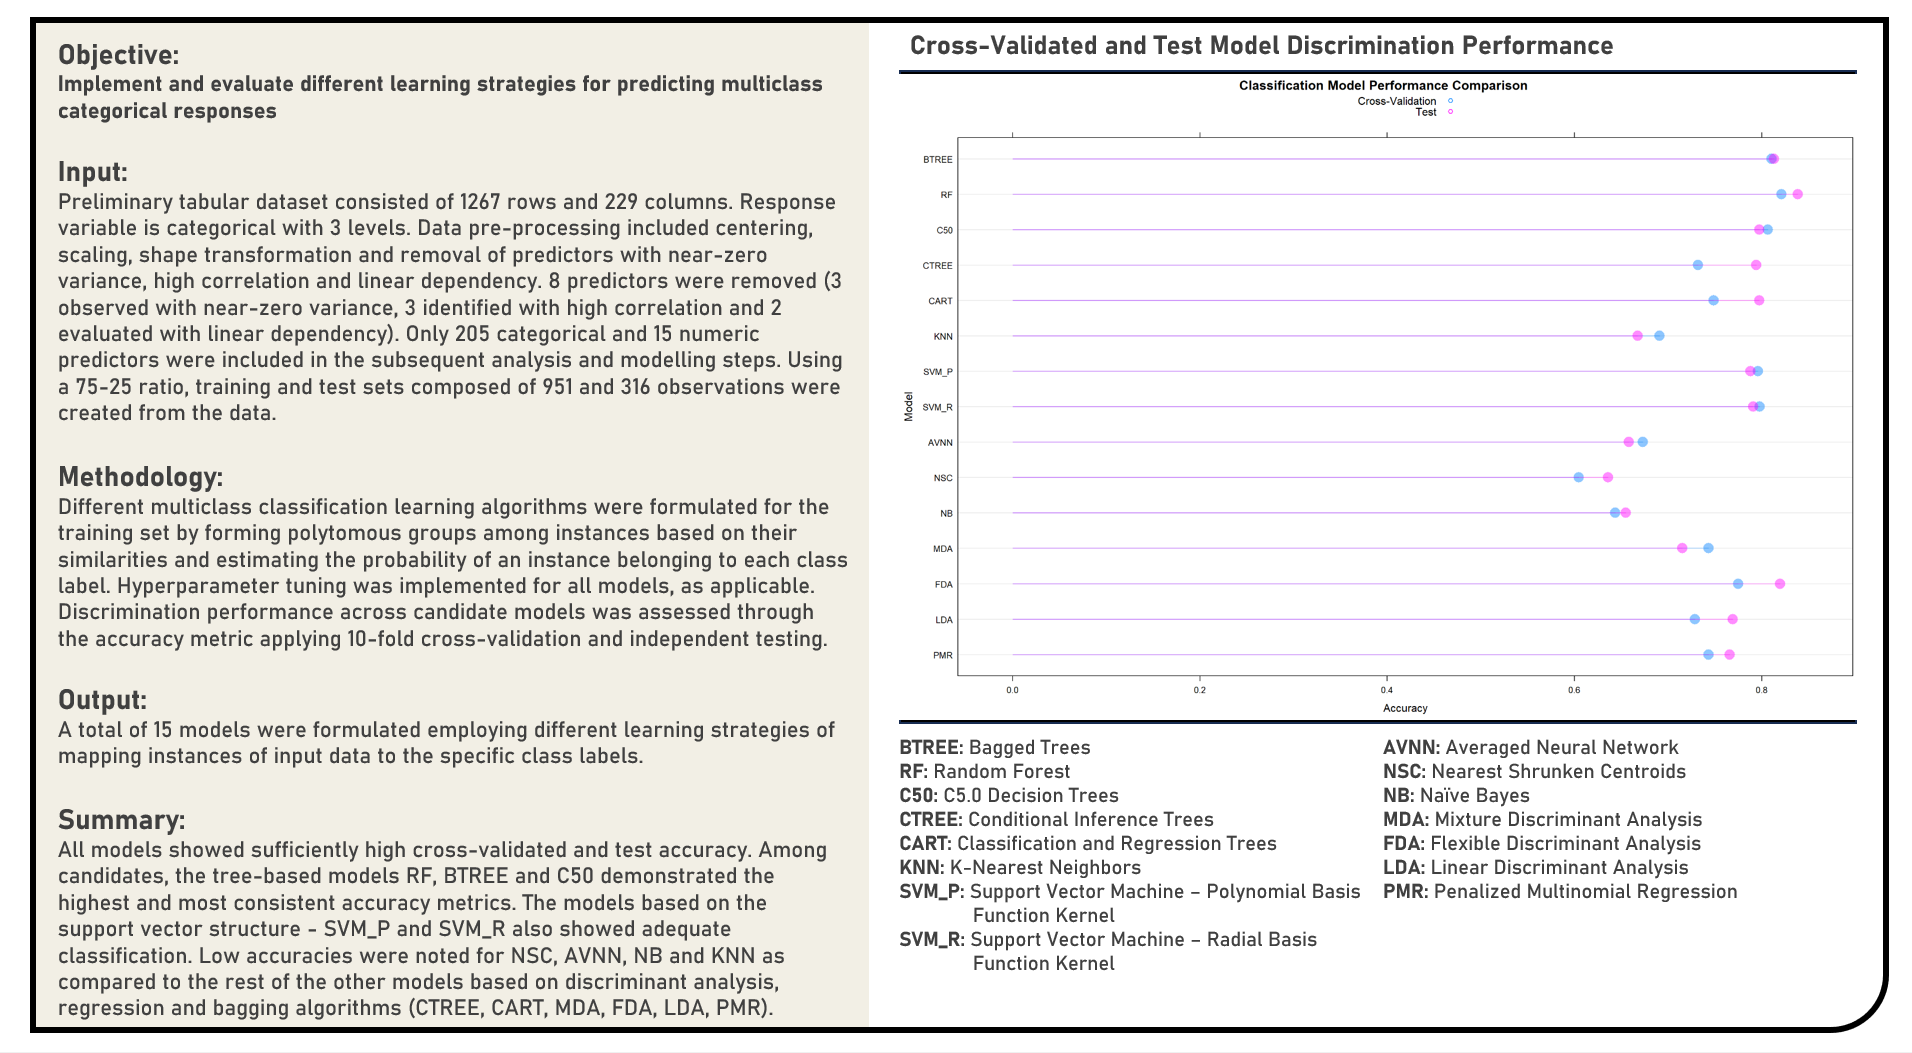 Objective:
Implement and evaluate different learning strategies for predicting multiclass
categorical responses
Input:
Preliminary tabular dataset consisted of 1267 rows and 229 columns. Response
variable is categorical with 3 levels. Data pre-processing included centering,
scaling, shape transformation and removal of predictors with near-zero
variance, high correlation and linear dependency. 8 predictors were removed (3
observed with near-zero variance, 3 identified with high correlation and 2
evaluated with linear dependency). Only 205 categorical and 15 numeric
predictors were included in the subsequent analysis and modelling steps. Using
a 75-25 ratio, training and test sets composed of 951 and 316 observations were
created from the data.
Methodology:
Different multiclass classification learning algorithms were formulated for the
training set by forming polytomous groups among instances based on their
similarities and estimating the probability of an instance belonging to each class
label. Hyperparameter tuning was implemented for all models, as applicable.
Discrimination performance across candidate models was assessed through
the accuracy metric applying 10-fold cross-validation and independent testing.
Output:
A total of 15 models were formulated employing different learning strategies of
mapping instances of input data to the specific class labels.
Summary:
All models showed sufficiently high cross-validated and test accuracy. Among
candidates, the tree-based models RF, BTREE and C50 demonstrated the
highest and most consistent accuracy metrics. The models based on the
support vector structure - SVM_P and SVM_R also showed adequate
classification. Low accuracies were noted for NSC, AVNN, NB and KNN as
compared to the rest of the other models based on discriminant analysis,
regression and bagging algorithms (CTREE, CART, MDA, FDA, LDA, PMR).
Cross-Validated and Test Model Discrimination Performance
Classification Model Performance Comparison
Cross-Validation
Test
BTREE
RF
C50
CTREE
CART
KNN
SVM_P
SVM_R
AVNN
NSC
NB
MDA
FDA
LDA
PMR
Model
0.0 0.2 0.4 0.6 0.8
Accuracy
BTREE: Bagged Trees
RF: Random Forest
C50: C5.0 Decision Trees
CTREE: Conditional Inference Trees
CART: Classification and Regression Trees
KNN: K-Nearest Neighbors
SVM_P: Support Vector Machine – Polynomial Basis
Function Kernel
SVM_R: Support Vector Machine – Radial Basis
Function Kernel
AVNN: Averaged Neural Network
NSC: Nearest Shrunken Centroids
NB: Naïve Bayes
MDA: Mixture Discriminant Analysis
FDA: Flexible Discriminant Analysis
LDA: Linear Discriminant Analysis
PMR: Penalized Multinomial Regression